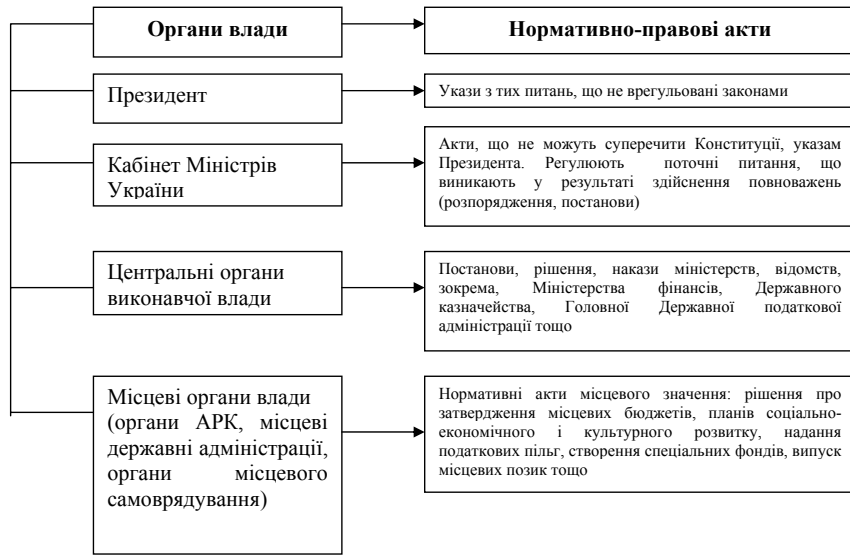 Органи влади
Нормативно-правові акти
Президент
Укази з тих питань, що не врегульовані законами
Кабінет Міністрів
України
Акти, що не можуть суперечити Конституції, указам
Президента. Регулюють поточні питання, що
виникають у результаті здійснення повноважень
(розпорядження, постанови)
Центральні органи
виконавчої влади
Постанови, рішення, накази міністерств, відомств,
зокрема, Міністерства фінансів, Державного
казначейства, Головної Державної податкової
адміністрації тощо
Місцеві органи влади
(органи АРК, місцеві
державні адміністрації,
органи місцевого
самоврядування)
Нормативні акти місцевого значення: рішення про
затвердження місцевих бюджетів, планів соціально-
економічного і культурного розвитку, надання
податкових пільг, створення спеціальних фондів, випуск
місцевих позик тощо